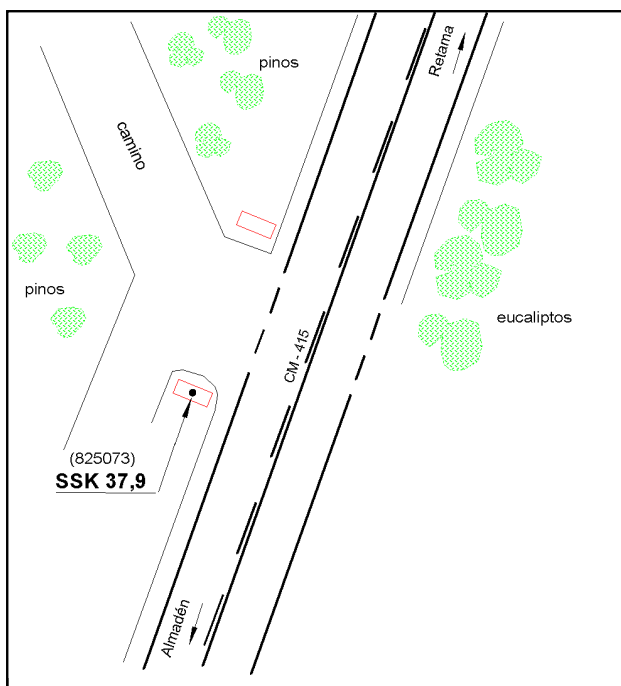 Retama
pinos
camino
pinos
eucaliptos
CM - 415
(825073)
SSK 37,9
Almadén